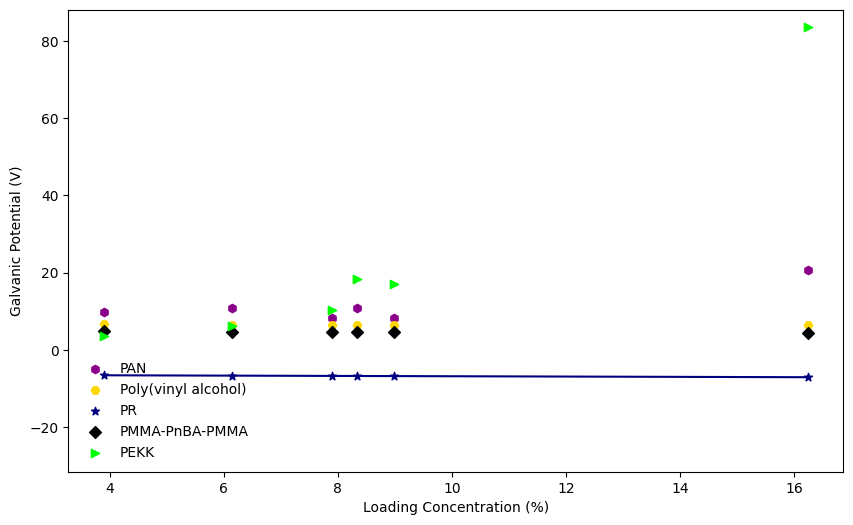 80
60
40
20
0
−20
Galvanic Potential (V)
PAN
Poly(vinyl alcohol)
PR
PMMA-PnBA-PMMA
PEKK
4 6 8 10 12 14 16
Loading Concentration (%)